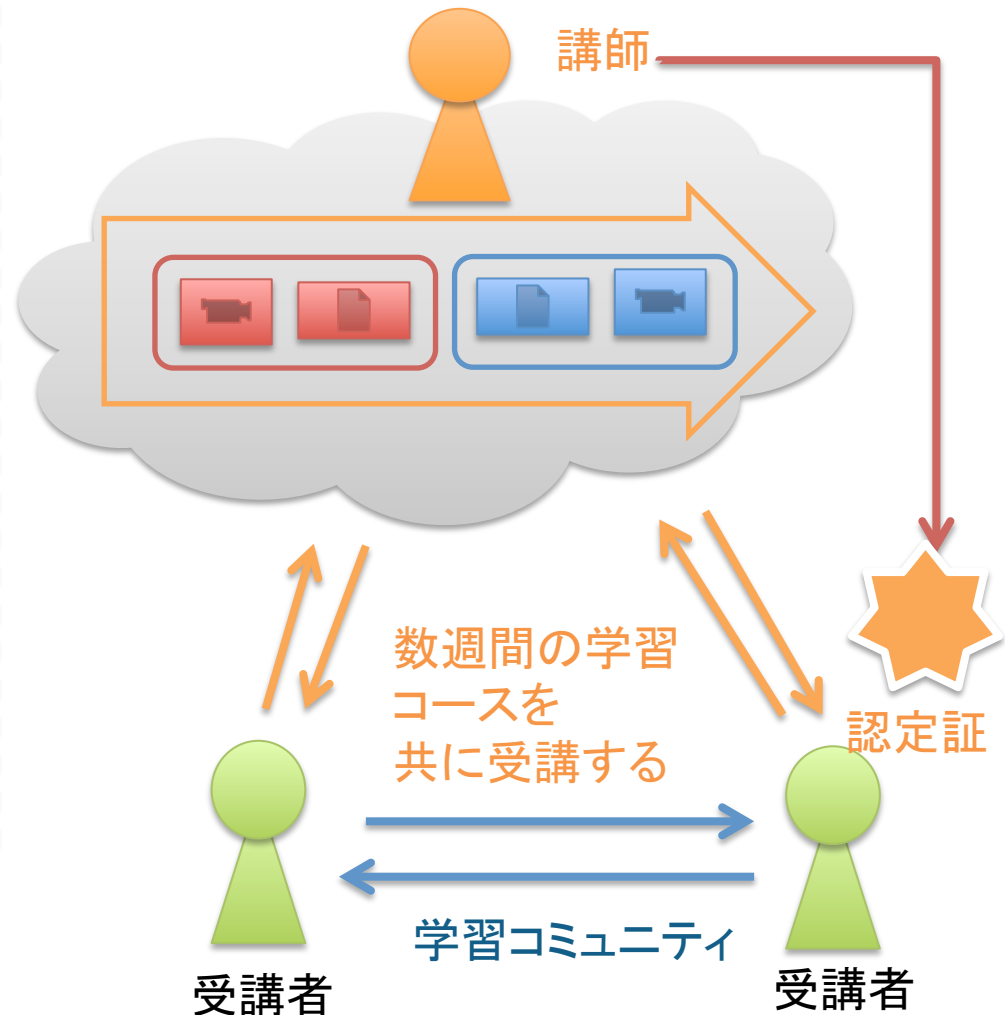 講師
数週間の学習
コースを
共に受講する
認定証
学習コミュニティ
受講者
受講者